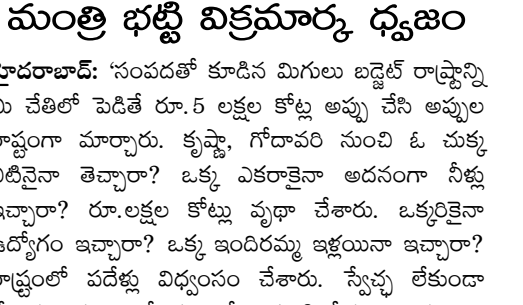 మంత్రి భట్టి విక్రమార్క ధ్వజం
హైదరాబాద్: ‘సంపదతో కూడిన మిగులు బడ్జెట్ రాష్ట్రాన్ని
మీ చేతిలో పెడితే రూ.5 లక్షల కోట్ల అప్పు చేసి అప్పుల
రాష్ట్రంగా మార్చారు. కృష్ణా, గోదావరి నుంచి ఓ చుక్క
నీటినైనా తెచ్చారా? ఒక్క ఎకరాకైనా అదనంగా నీళ్లు
ఇచ్చారా? రూ.లక్షల కోట్లు వృథా చేశారు. ఒక్కరికైనా
ఉద్యోగం ఇచ్చారా? ఒక్క ఇందిరమ్మ ఇళ్లయినా ఇచ్చారా?
రాష్ట్రంలో పదేళ్లు విధ్వంసం చేశారు. స్వేచ్ఛ లేకుండా